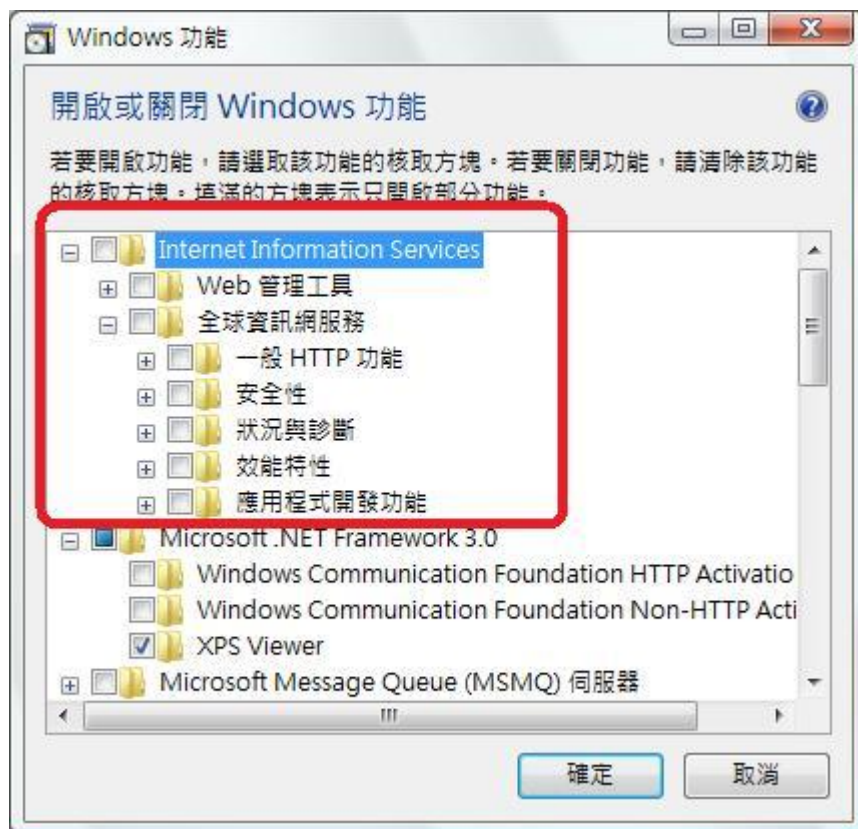 Windows 功能
開啟或關閉 Windows 功能
若要開啟功能，請選取該功能的核取方塊。若要關閉功能，請清除該功能
的核取方塊。填滿的方塊表示只開啟部分功能。
Internet Information Services
Web 管理工具
全球資訊網服務
一般 HTTP 功能
安全性
狀況與診斷
效能特性
應用程式開發功能
Microsoft .NET Framework 3.0
Windows Communication Foundation HTTP Activatio
Windows Communication Foundation Non-HTTP Acti
XPS Viewer
Microsoft Message Queue (MSMQ) 伺服器
確定
取消